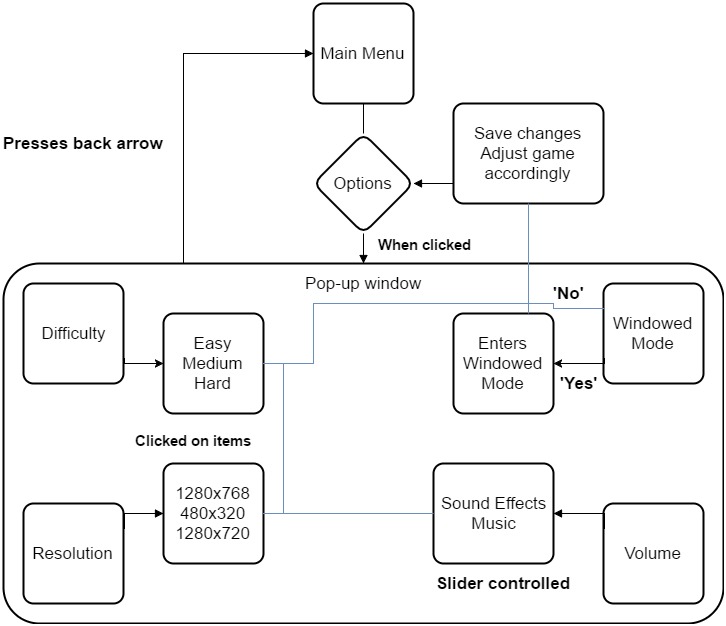 Main Menu
Save changes
Adjust game
accordingly
Presses back arrow
Options
When clicked
Pop-up window
'No'
Difficulty
Easy
Medium
Hard
Enters
Windowed
Mode
Windowed
Mode
'Yes'
Clicked on items
1280x768
480x320
1280x720
Sound Effects
Music
Resolution
Volume
Slider controlled